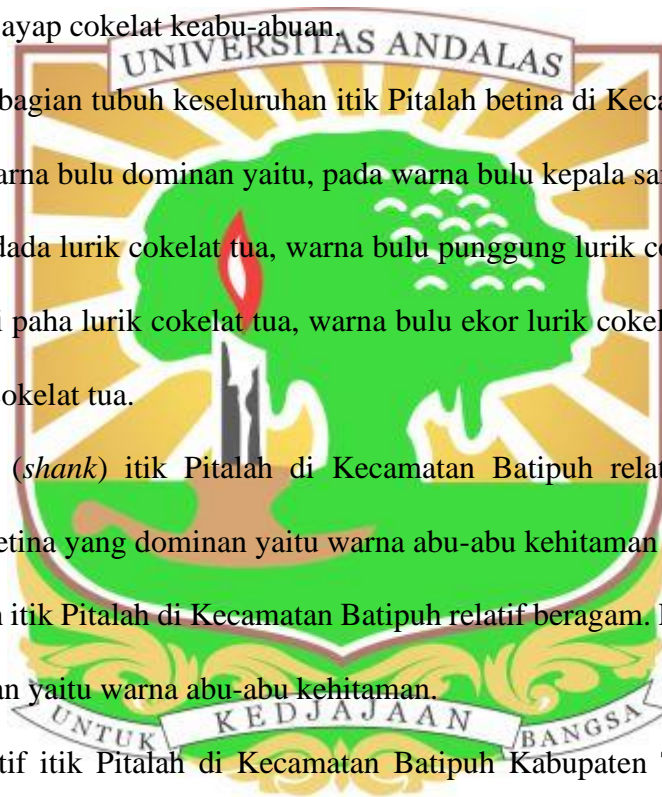 ayap cokelat keabu-abuan.
UNIVERSITAS ANDALAS
bagian tubuh keseluruhan itik Pitalah betina di Keca
arna bulu dominan yaitu, pada warna bulu kepala sa
dada lurik cokelat tua, warna bulu punggung lurik co
i paha lurik cokelat tua, warna bulu ekor lurik cokel
okelat tua.
(shank) itik Pitalah di Kecamatan Batipuh relat
etina yang dominan yaitu warna abu-abu kehitaman
itik Pitalah di Kecamatan Batipuh relatif beragam.
an yaitu warna abu-abu kehitaman.
UNTUK KEDJAJAAN BANGSA
tif itik Pitalah di Kecamatan Batipuh Kabupaten